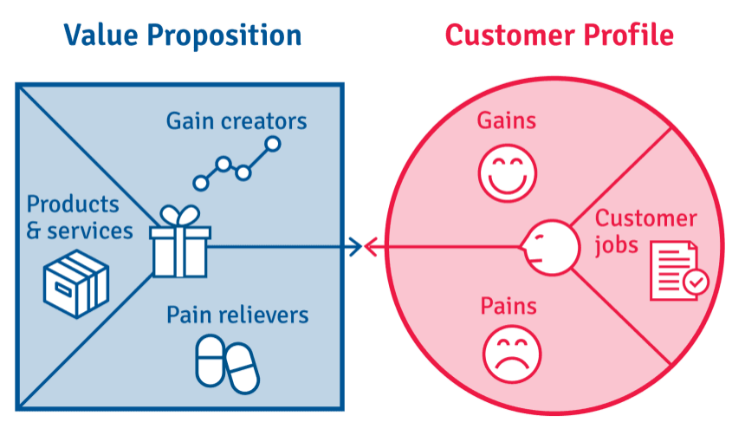 Value Proposition
Customer Profile
Gain creators
Products
& services
Pain relievers
Gains
Customer
jobs
Pains